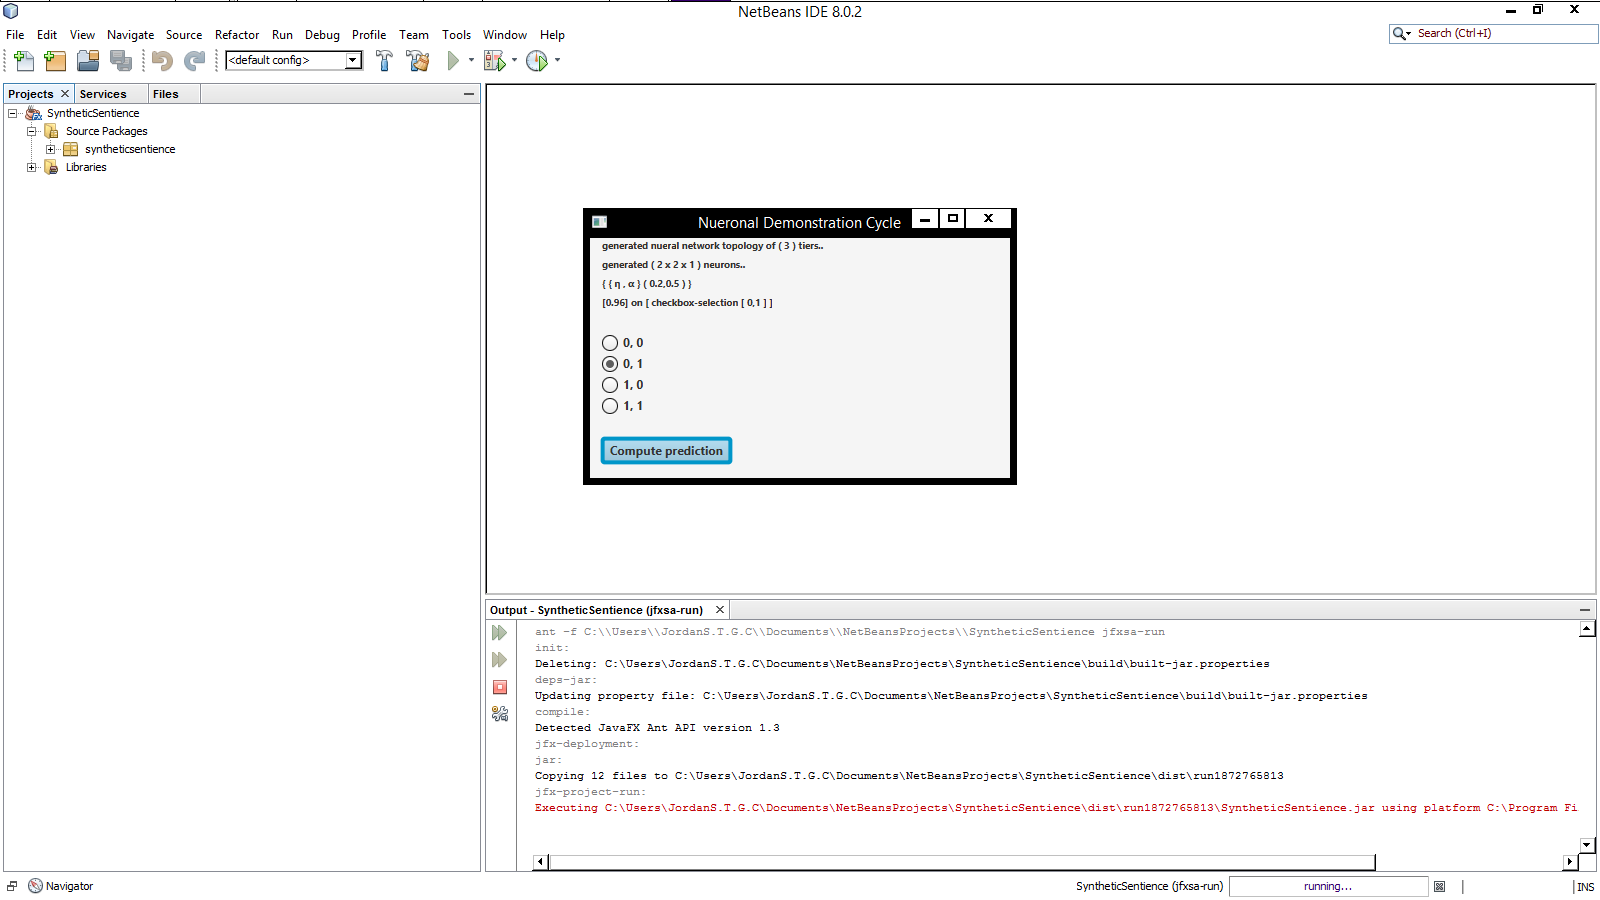 NetBeans IDE 8.0.2
File Edit View Navigate Source Refactor Run Debug Profile Team Tools Window Help
Search (Ctrl+I)
<default config>
Projects Services Files
SyntheticSentience
Source Packages
syntheticsentience
Libraries
Nueronal Demonstration Cycle
generated nueral network topology of ( 3 ) tiers..
generated ( 2 x 2 x 1 ) neurons..
{ { η , α } ( 0.2,0.5 ) }
[0.96] on [ checkbox-selection [ 0,1 ] ]
0, 0
0, 1
1, 0
1, 1
Compute prediction
Output - SyntheticSentience (jfxsa-run)
ant -f C:\\Users\\JordanS.T.G.C\\Documents\\NetBeansProjects\\SyntheticSentience jfxsa-run
init:
Deleting: C:\Users\JordanS.T.G.C\Documents\NetBeansProjects\SyntheticSentience\build\built-jar.properties
deps-jar:
Updating property file: C:\Users\JordanS.T.G.C\Documents\NetBeansProjects\SyntheticSentience\build\built-jar.properties
compile:
Detected JavaFX Ant API version 1.3
jfx-deployment:
jar:
Copying 12 files to C:\Users\JordanS.T.G.C\Documents\NetBeansProjects\SyntheticSentience\dist\run1872765813
jfx-project-run:
Executing C:\Users\JordanS.T.G.C\Documents\NetBeansProjects\SyntheticSentience\dist\run1872765813\SyntheticSentience.jar using platform C:\Program Fi
Navigator
SyntheticSentience (jfxsa-run)
running...
INS